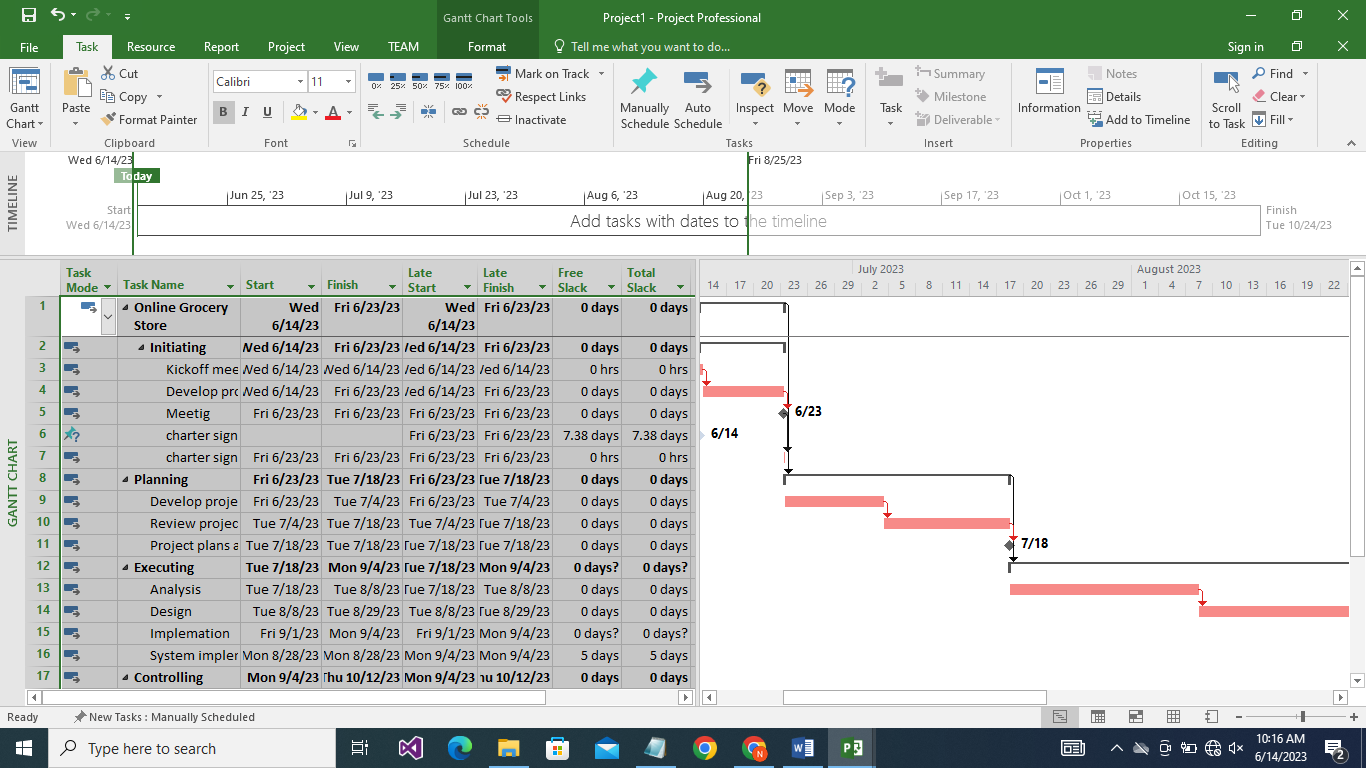 Gantt Chart Tools
Project1 - Project Professional
File Task Resource Report Project View TEAM Format Tell me what you want to do... Sign in
Gantt Chart
View
Paste
Cut
Copy
Format Painter
Clipboard
Calibri 11
B I U A
Font
0% 25% 50% 75% 100%
Mark on Track
Respect Links
Inactivate
Schedule
Manually Schedule
Auto Schedule
Inspect
Move
Mode
Tasks
Task
Summary
Milestone
Deliverable
Insert
Information
Notes
Details
Add to Timeline
Properties
Scroll to Task
Find
Clear
Fill
Editing
TIMELINE
Wed 6/14/23 Fri 8/25/23
Today
Jun 25, '23 Jul 9, '23 Jul 23, '23 Aug 6, '23 Aug 20, '23 Sep 3, '23 Sep 17, '23 Oct 1, '23 Oct 15, '23
Start
Wed 6/14/23
Add tasks with dates to the timeline
Finish
Tue 10/24/23
GANTT CHART
Task Mode Task Name Start Finish Late Start Late Finish Free Slack Total Slack
July 2023 August 2023
14 17 20 23 26 29 2 5 8 11 14 17 20 23 26 29 1 4 7 10 13 16 19 22
1 Online Grocery Store Wed 6/14/23 Fri 6/23/23 Wed 6/14/23 Fri 6/23/23 0 days 0 days
2 Initiating Wed 6/14/23 Fri 6/23/23 Wed 6/14/23 Fri 6/23/23 0 days 0 days
3 Kickoff mee Wed 6/14/23 Wed 6/14/23 Wed 6/14/23 Wed 6/14/23 0 hrs 0 hrs
4 Develop pro Wed 6/14/23 Fri 6/23/23 Wed 6/14/23 Fri 6/23/23 0 days 0 days
5 Meetig Fri 6/23/23 Fri 6/23/23 Fri 6/23/23 Fri 6/23/23 0 days 0 days 6/23
6 charter sign Fri 6/23/23 Fri 6/23/23 7.38 days 7.38 days 6/14
7 charter sign Fri 6/23/23 Fri 6/23/23 Fri 6/23/23 Fri 6/23/23 0 hrs 0 hrs
8 Planning Fri 6/23/23 Tue 7/18/23 Fri 6/23/23 Tue 7/18/23 0 days 0 days
9 Develop proje Fri 6/23/23 Tue 7/4/23 Fri 6/23/23 Tue 7/4/23 0 days 0 days
10 Review projec Tue 7/4/23 Tue 7/18/23 Tue 7/4/23 Tue 7/18/23 0 days 0 days
11 Project plans a Tue 7/18/23 Tue 7/18/23 Tue 7/18/23 Tue 7/18/23 0 days 0 days 7/18
12 Executing Tue 7/18/23 Mon 9/4/23 Tue 7/18/23 Mon 9/4/23 0 days? 0 days?
13 Analysis Tue 7/18/23 Tue 8/8/23 Tue 7/18/23 Tue 8/8/23 0 days 0 days
14 Design Tue 8/8/23 Tue 8/29/23 Tue 8/8/23 Tue 8/29/23 0 days 0 days
15 Implemation Fri 9/1/23 Mon 9/4/23 Fri 9/1/23 Mon 9/4/23 0 days? 0 days?
16 System impler Mon 8/28/23 Mon 8/28/23 Mon 9/4/23 Mon 9/4/23 5 days 5 days
17 Controlling Mon 9/4/23 Thu 10/12/23 Mon 9/4/23 Thu 10/12/23 0 days 0 days
Ready New Tasks : Manually Scheduled
Type here to search
10:16 AM
6/14/2023
2